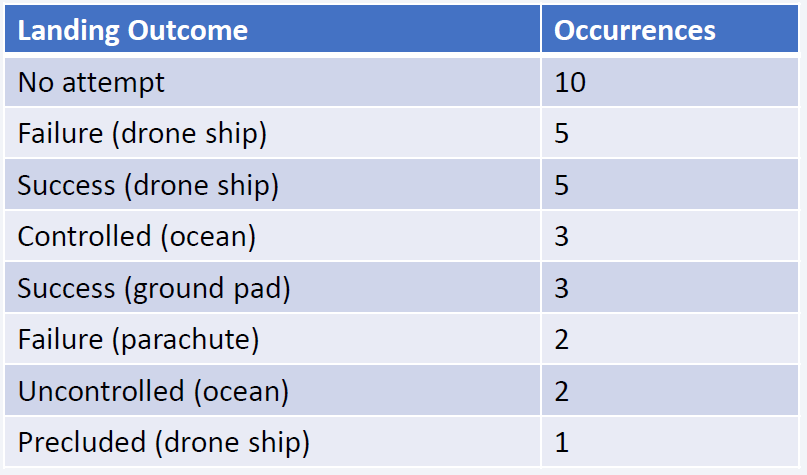 Landing Outcome Occurrences
No attempt 10
Failure (drone ship) 5
Success (drone ship) 5
Controlled (ocean) 3
Success (ground pad) 3
Failure (parachute) 2
Uncontrolled (ocean) 2
Precluded (drone ship) 1